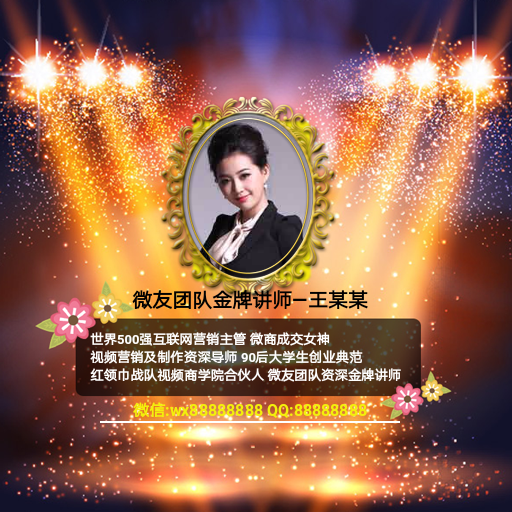 微友团队金牌讲师—王某某
世界500强互联网营销主管 微商成交女神
视频营销及制作资深导师 90后大学生创业典范
红领巾战队视频商学院合伙人 微友团队资深金牌讲师
微信:wx88888888 QQ:88888888